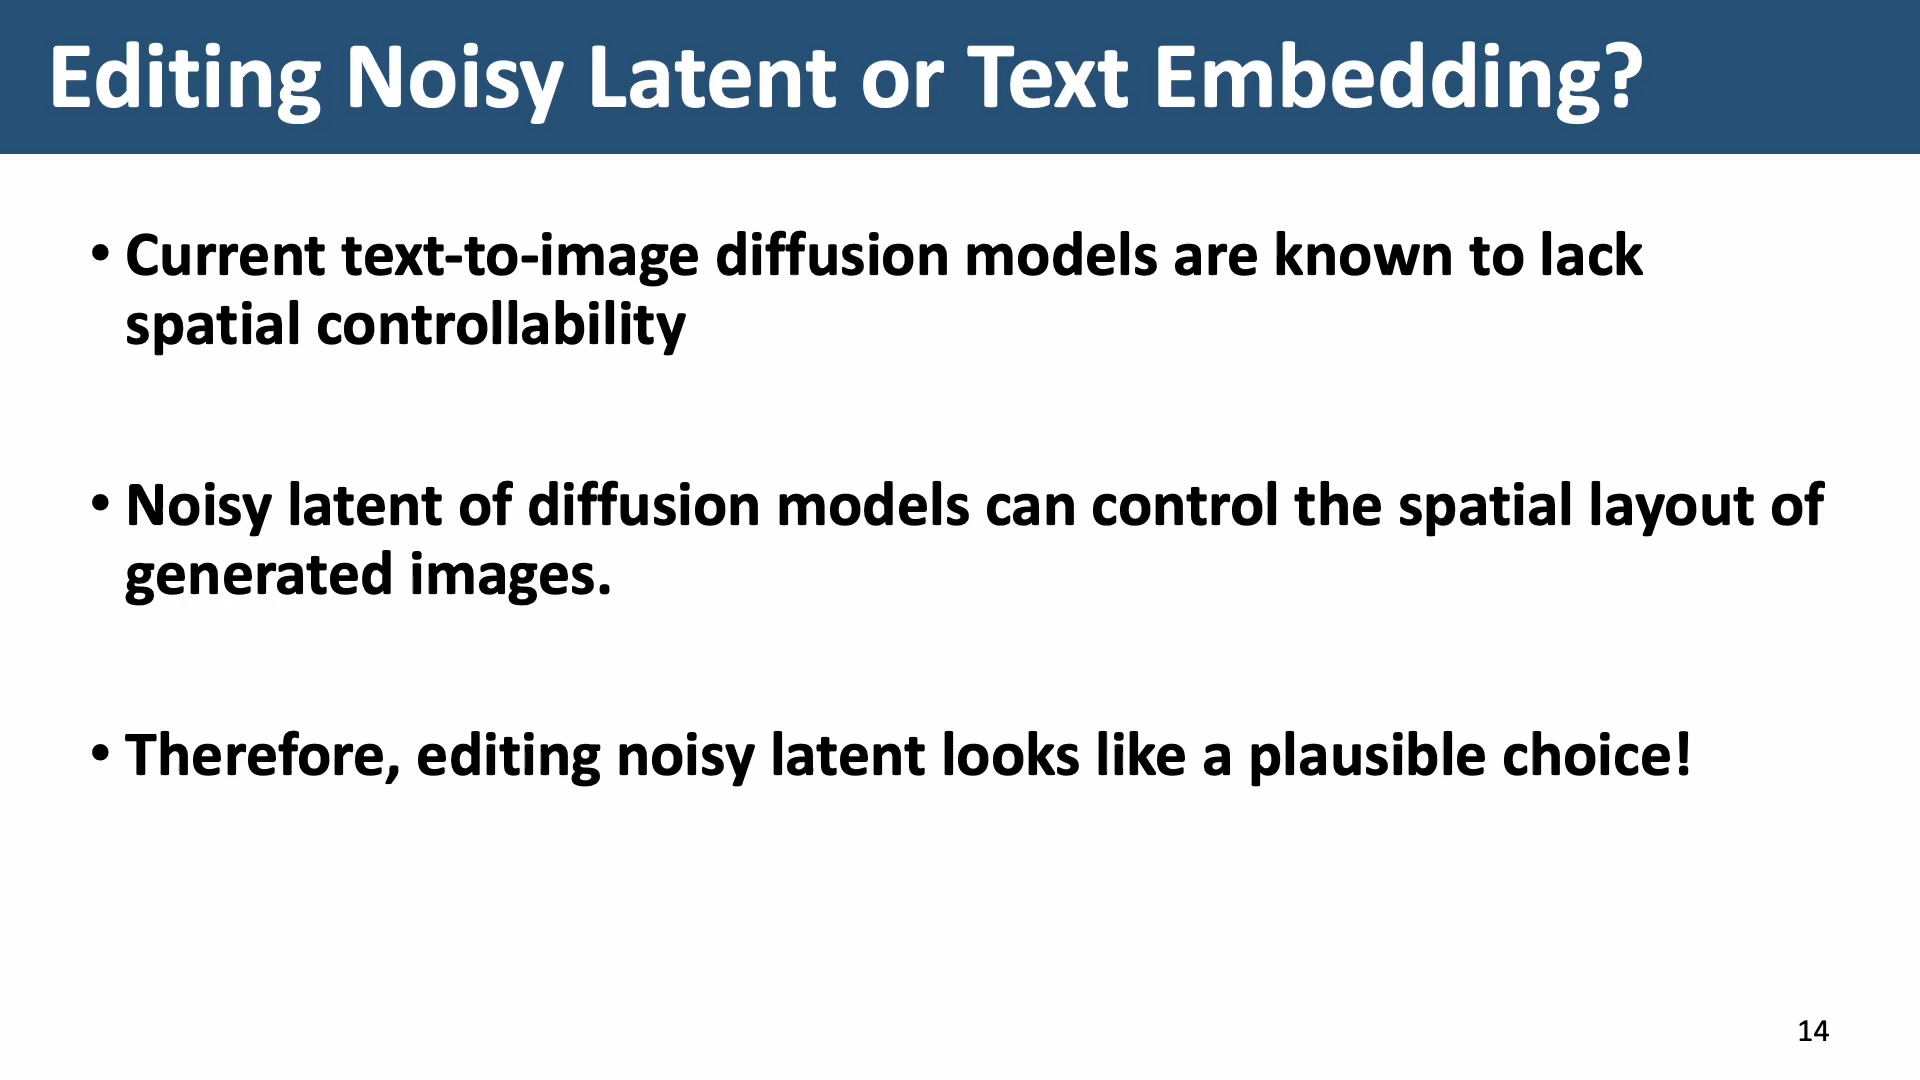 Editing Noisy Latent or Text Embedding?
• Current text-to-image diffusion models are known to lack
spatial controllability
• Noisy latent of diffusion models can control the spatial layout of
generated images.
• Therefore, editing noisy latent looks like a plausible choice!
14